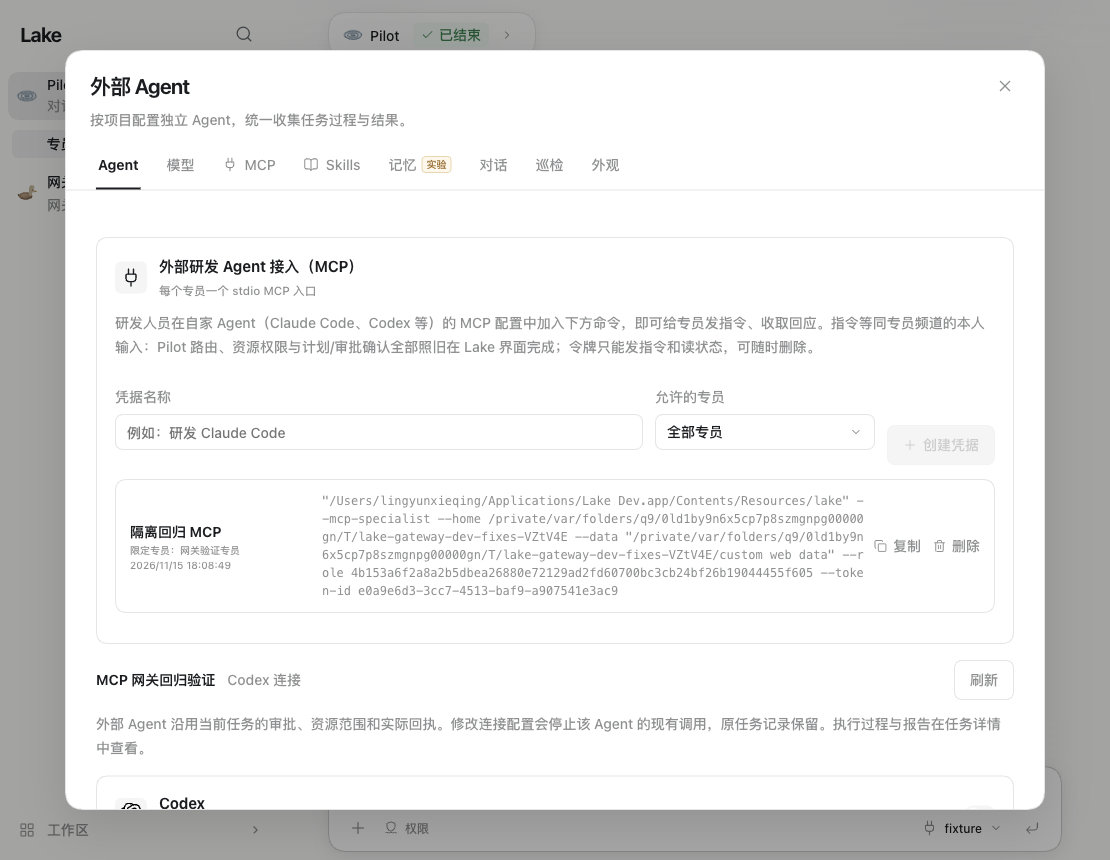 Lake
Pilot
已结束
外部 Agent
按项目配置独立 Agent，统一收集任务过程与结果。
Agent
模型
MCP
Skills
记忆
实验
对话
巡检
外观
外部研发 Agent 接入（MCP）
每个专员一个 stdio MCP 入口
研发人员在自家 Agent（Claude Code、Codex 等）的 MCP 配置中加入下方命令，即可给专员发指令、收取回应。指令等同专员频道的本人
输入：Pilot 路由、资源权限与计划/审批确认全部照旧在 Lake 界面完成；令牌只能发指令和读状态，可随时删除。
凭据名称
允许的专员
例如：研发 Claude Code
全部专员
创建凭据
隔离回归 MCP
限定专员：网关验证专员
2026/11/15 18:08:49
"/Users/lingyunxieqing/Applications/Lake Dev.app/Contents/Resources/lake" -
-mcp-specialist --home /private/var/folders/q9/0ld1by9n6x5cp7p8szmgnpg00000
gn/T/lake-gateway-dev-fixes-VZtV4E --data "/private/var/folders/q9/0ld1by9n
6x5cp7p8szmgnpg00000gn/T/lake-gateway-dev-fixes-VZtV4E/custom web data" --r
ole 4b153a6f2a8a2b5dbea26880e72129ad2fd60700bc3cb24bf26b19044455f605 --toke
n-id e0a9e6d3-3cc7-4513-baf9-a907541e3ac9
复制
删除
MCP 网关回归验证
Codex 连接
刷新
外部 Agent 沿用当前任务的审批、资源范围和实际回执。修改连接配置会停止该 Agent 的现有调用，原任务记录保留。执行过程与报告在任务详情
中查看。
Codex
工作区
权限
fixture